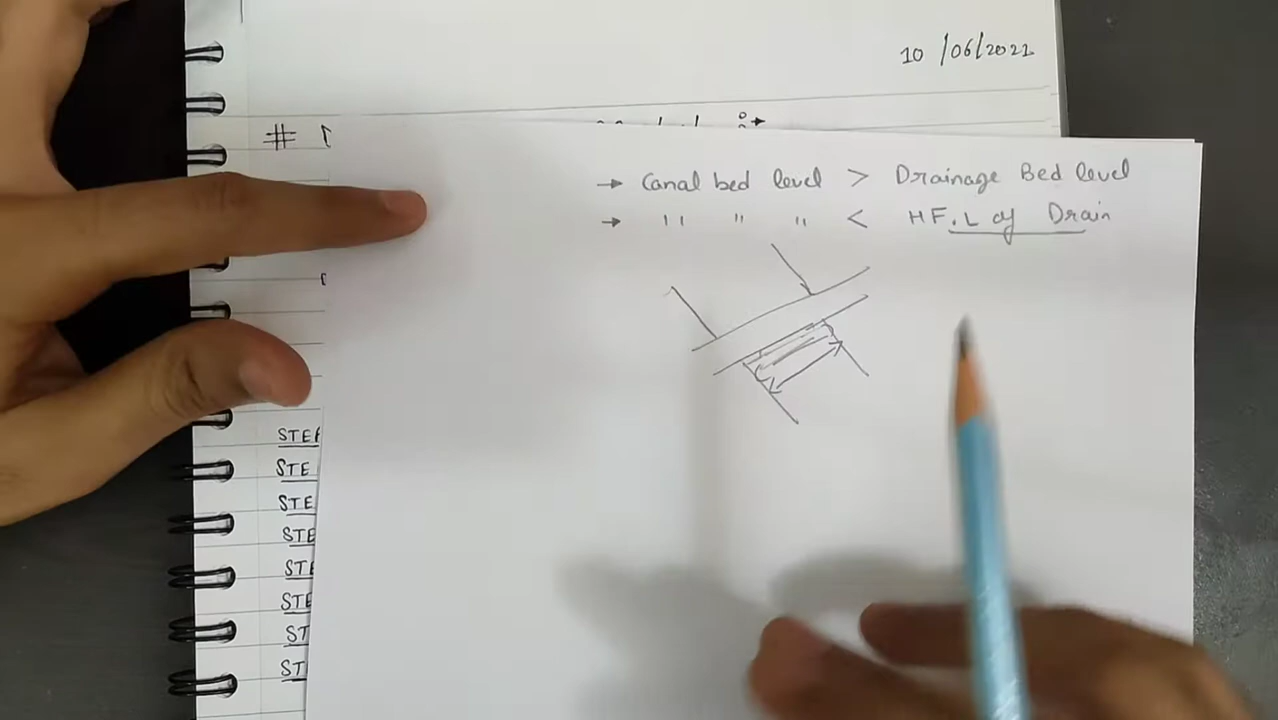 10/06/2021
#
→ Canal bed level > Drainage Bed level
→ " " " < HF.L of Drain
STE
STE
STE
STE
STE
STE
ST
ST